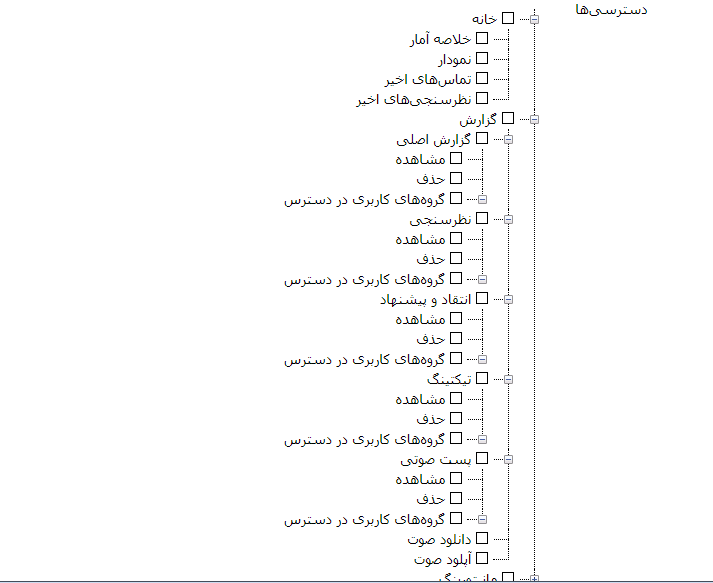 دسترسی‌ها
خانه
خلاصه آمار
نمودار
تماس‌های اخیر
نظرسنجی‌های اخیر
گزارش
گزارش اصلی
مشاهده
حذف
گروه‌های کاربری در دسترس
نظرسنجی
مشاهده
حذف
گروه‌های کاربری در دسترس
انتقاد و پیشنهاد
مشاهده
حذف
گروه‌های کاربری در دسترس
تیکتینگ
مشاهده
حذف
گروه‌های کاربری در دسترس
پست صوتی
مشاهده
حذف
گروه‌های کاربری در دسترس
دانلود صوت
آپلود صوت
مانیتورینگ